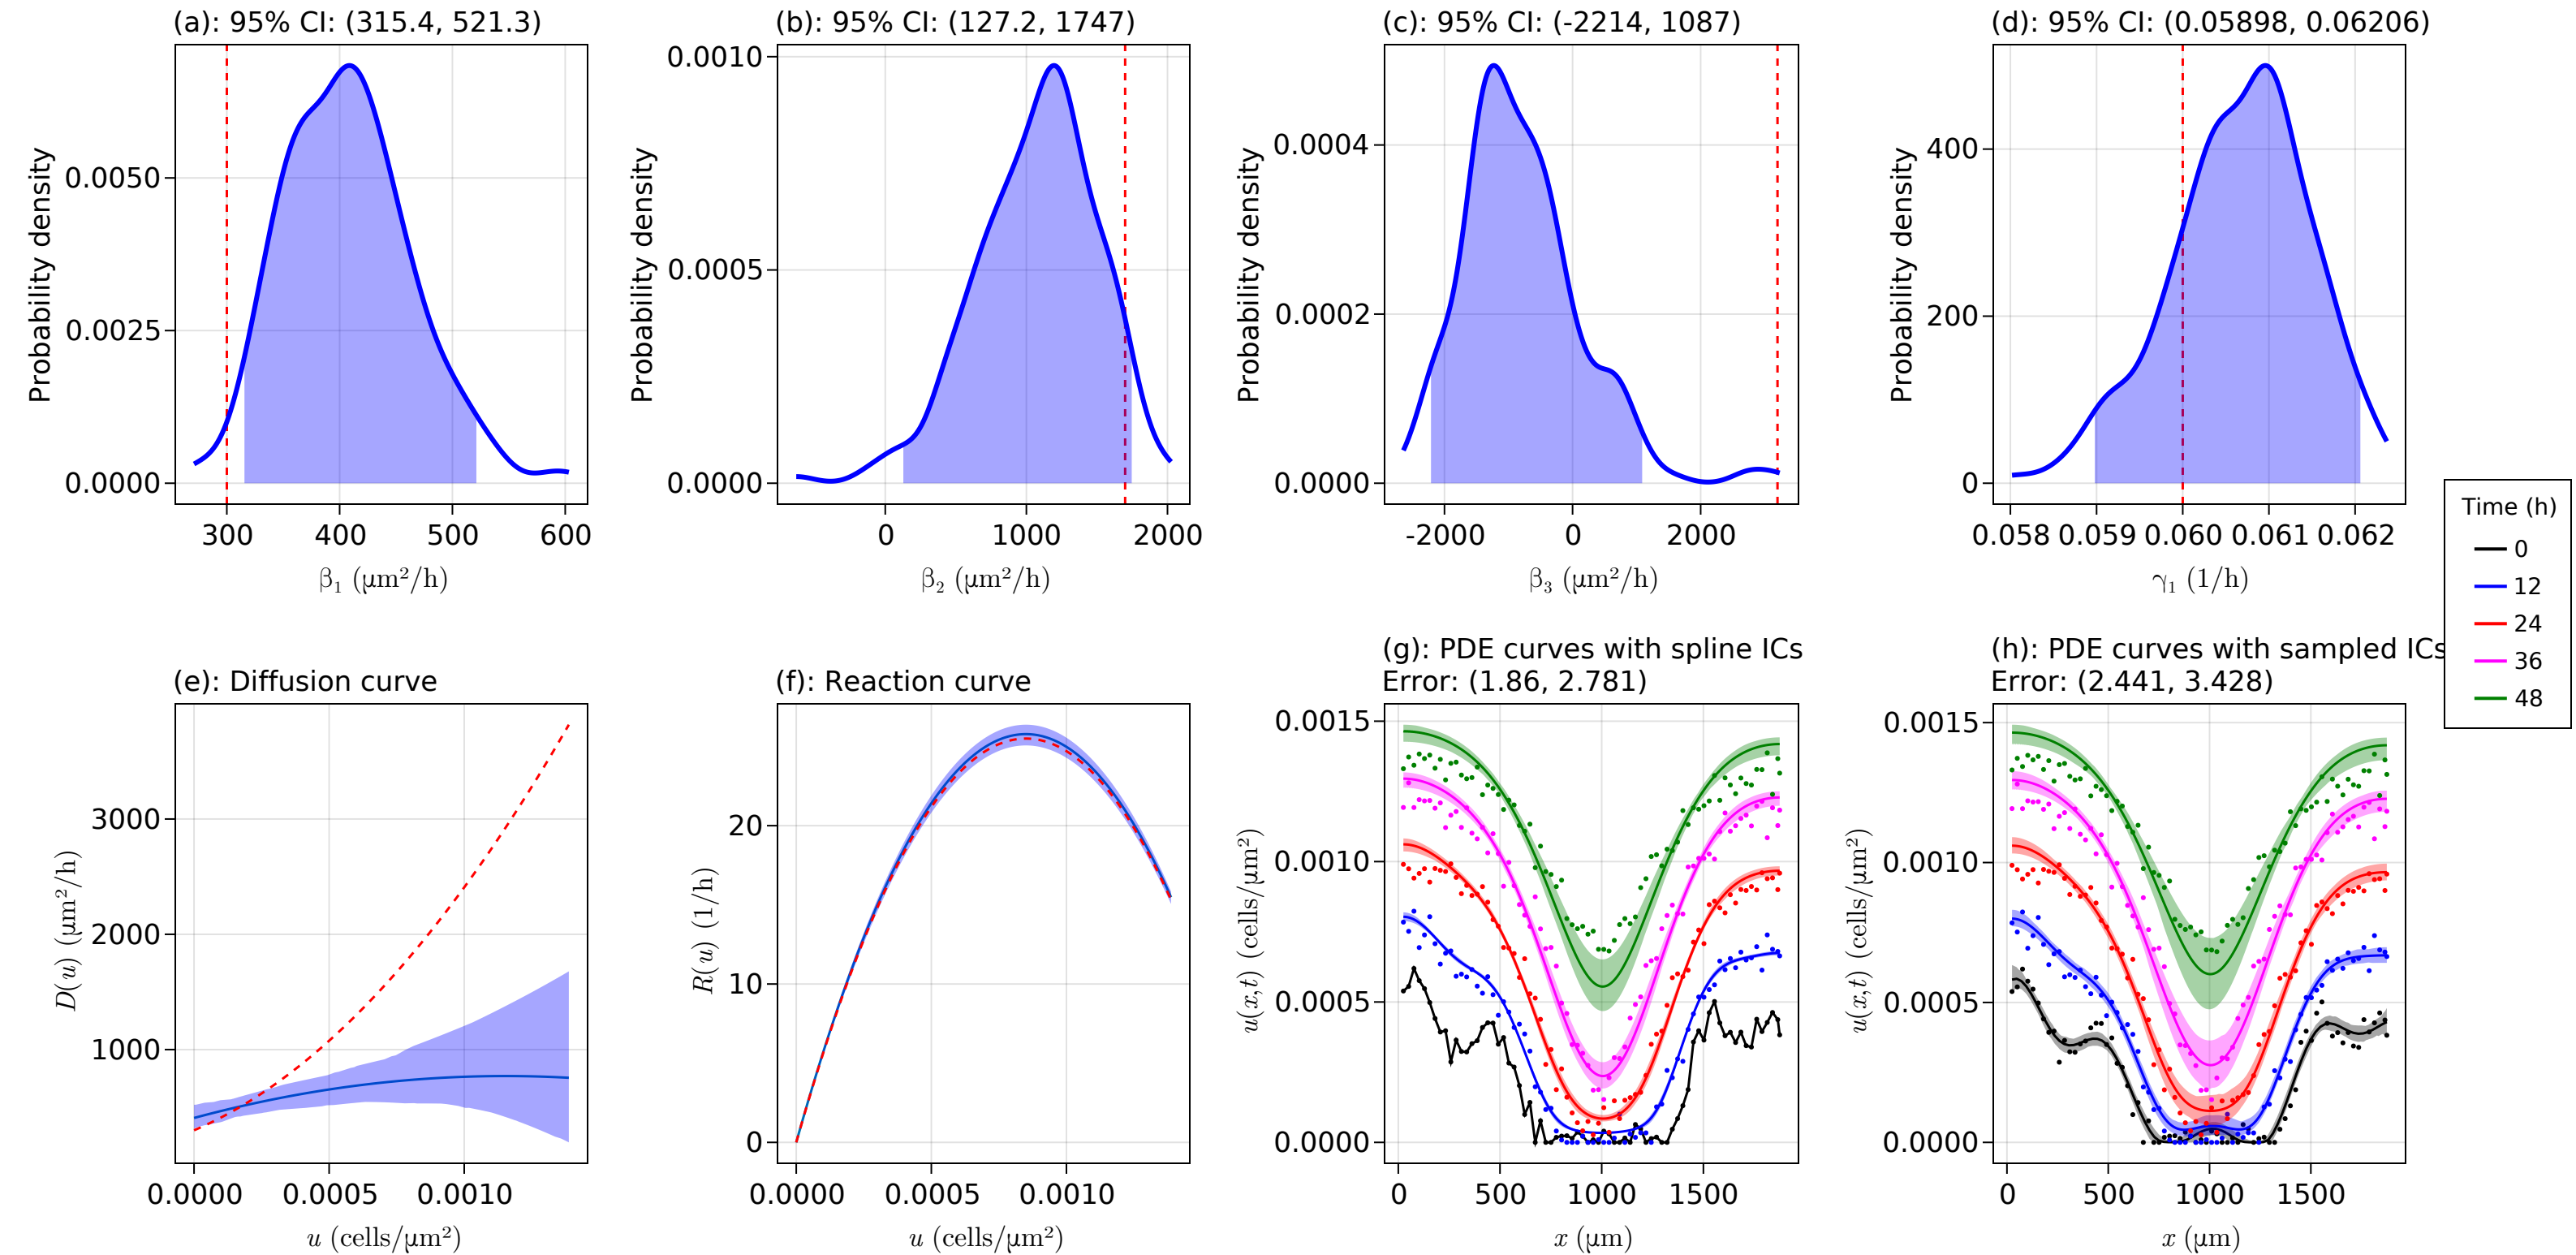 (a): 95% CI: (315.4, 521.3)
(b): 95% CI: (127.2, 1747)
(c): 95% CI: (-2214, 1087)
(d): 95% CI: (0.05898, 0.06206)
Probability density
0.0050
0.0025
0.0000
300 400 500 600
β₁ (μm²/h)
Probability density
0.0010
0.0005
0.0000
0 1000 2000
β₂ (μm²/h)
Probability density
0.0004
0.0002
0.0000
-2000 0 2000
β₃ (μm²/h)
Probability density
400
200
0
0.058 0.059 0.060 0.061 0.062
γ₁ (1/h)
Time (h)
0
12
24
36
48
(e): Diffusion curve
D(u) (μm²/h)
3000
2000
1000
0.0000 0.0005 0.0010
u (cells/μm²)
(f): Reaction curve
R(u) (1/h)
20
10
0
0.0000 0.0005 0.0010
u (cells/μm²)
(g): PDE curves with spline ICs
Error: (1.86, 2.781)
u(x,t) (cells/μm²)
0.0015
0.0010
0.0005
0.0000
0 500 1000 1500
x (μm)
(h): PDE curves with sampled ICs
Error: (2.441, 3.428)
u(x,t) (cells/μm²)
0.0015
0.0010
0.0005
0.0000
0 500 1000 1500
x (μm)